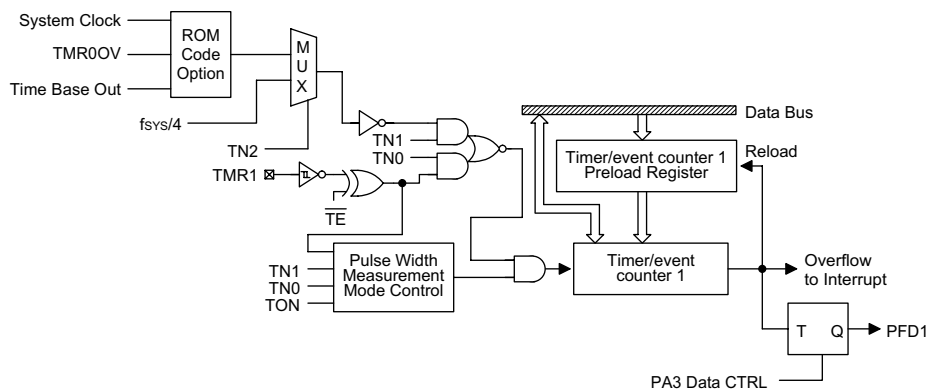 System Clock
TMR0OV
Time Base Out
ROM
Code
Option
M
U
X
fSYS/4
TN2
TN1
TN0
TMR1
TE
Data Bus
Timer/event counter 1
Preload Register
Reload
TN1
TN0
TON
Pulse Width
Measurement
Mode Control
Timer/event
counter 1
Overflow
to Interrupt
T Q
PFD1
PA3 Data CTRL